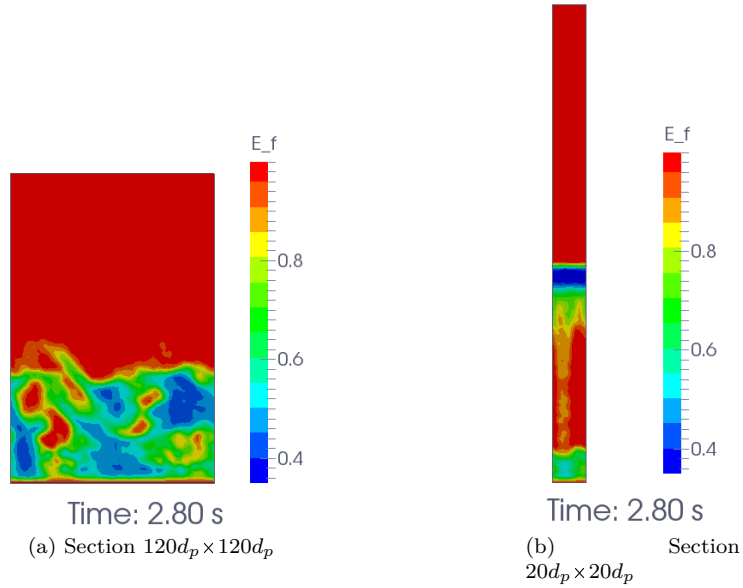 E_f
0.8
0.6
0.4
Time: 2.80 s
(a) Section 120d_p × 120d_p
E_f
0.8
0.6
0.4
Time: 2.80 s
(b) Section
20d_p × 20d_p